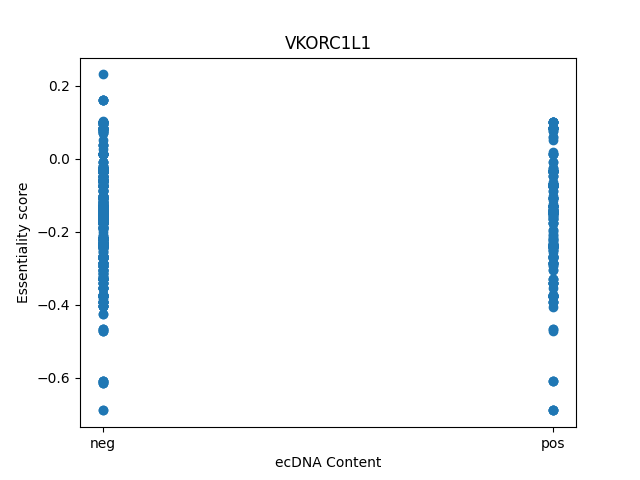 VKORC1L1
0.2
0.0
−0.2
−0.4
−0.6
Essentiality score
neg
pos
ecDNA Content